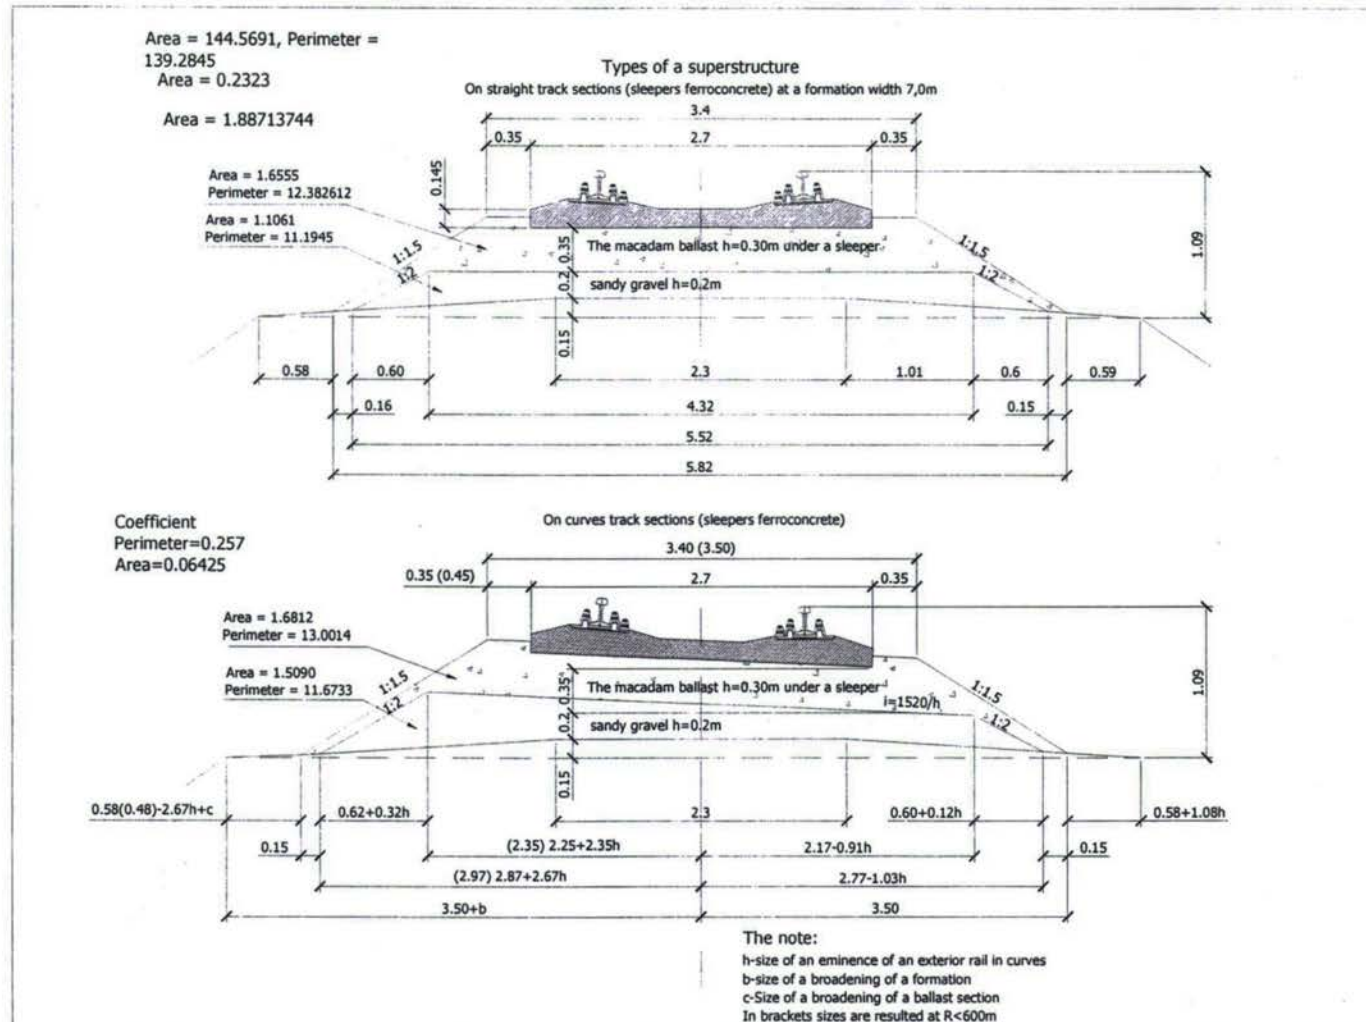 Area = 144.5691, Perimeter =
139.2845
Area = 0.2323
Area = 1.88713744
Types of a superstructure
On straight track sections (sleepers ferroconcrete) at a formation width 7,0m
3.4
0.35
2.7
0.35
Area = 1.6555
Perimeter = 12.382612
Area = 1.1061
Perimeter = 11.1945
0.145
1:1.5
1:2
0.35
The macadam ballast h=0.30m under a sleeper
0.2
sandy gravel h=0.2m
0.15
1:1.5
1:2
1.09
0.58
0.60
2.3
1.01
0.6
0.59
0.16
4.32
0.15
5.52
5.82
Coefficient
Perimeter=0.257
Area=0.06425
On curves track sections (sleepers ferroconcrete)
3.40 (3.50)
0.35 (0.45)
2.7
0.35
Area = 1.6812
Perimeter = 13.0014
Area = 1.5090
Perimeter = 11.6733
1:1.5
1:2
0.35
The macadam ballast h=0.30m under a sleeper
i=1520/h
0.2
sandy gravel h=0.2m
0.15
1:1.5
1:2
1.09
0.58(0.48)-2.67h+c
0.62+0.32h
2.3
0.60+0.12h
0.58+1.08h
0.15
(2.35) 2.25+2.35h
2.17-0.91h
0.15
(2.97) 2.87+2.67h
2.77-1.03h
3.50+b
3.50
The note:
h-size of an eminence of an exterior rail in curves
b-size of a broadening of a formation
c-Size of a broadening of a ballast section
In brackets sizes are resulted at R<600m